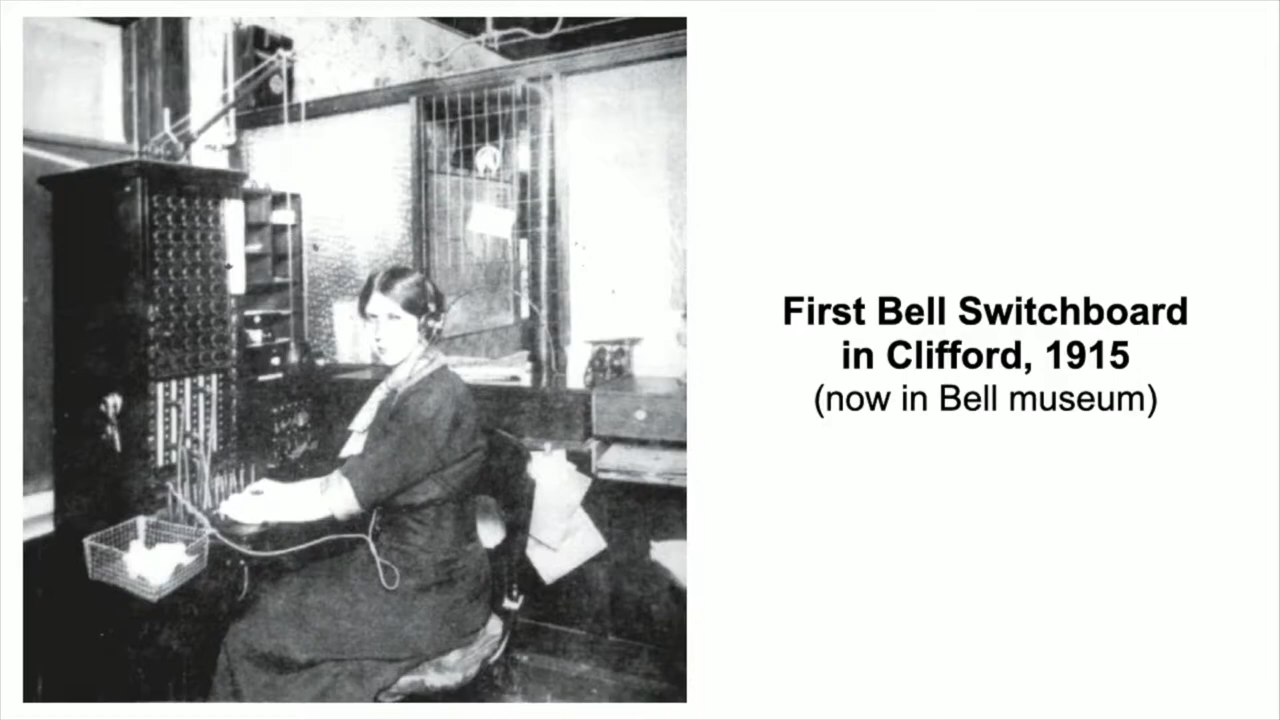 First Bell Switchboard
in Clifford, 1915
(now in Bell museum)